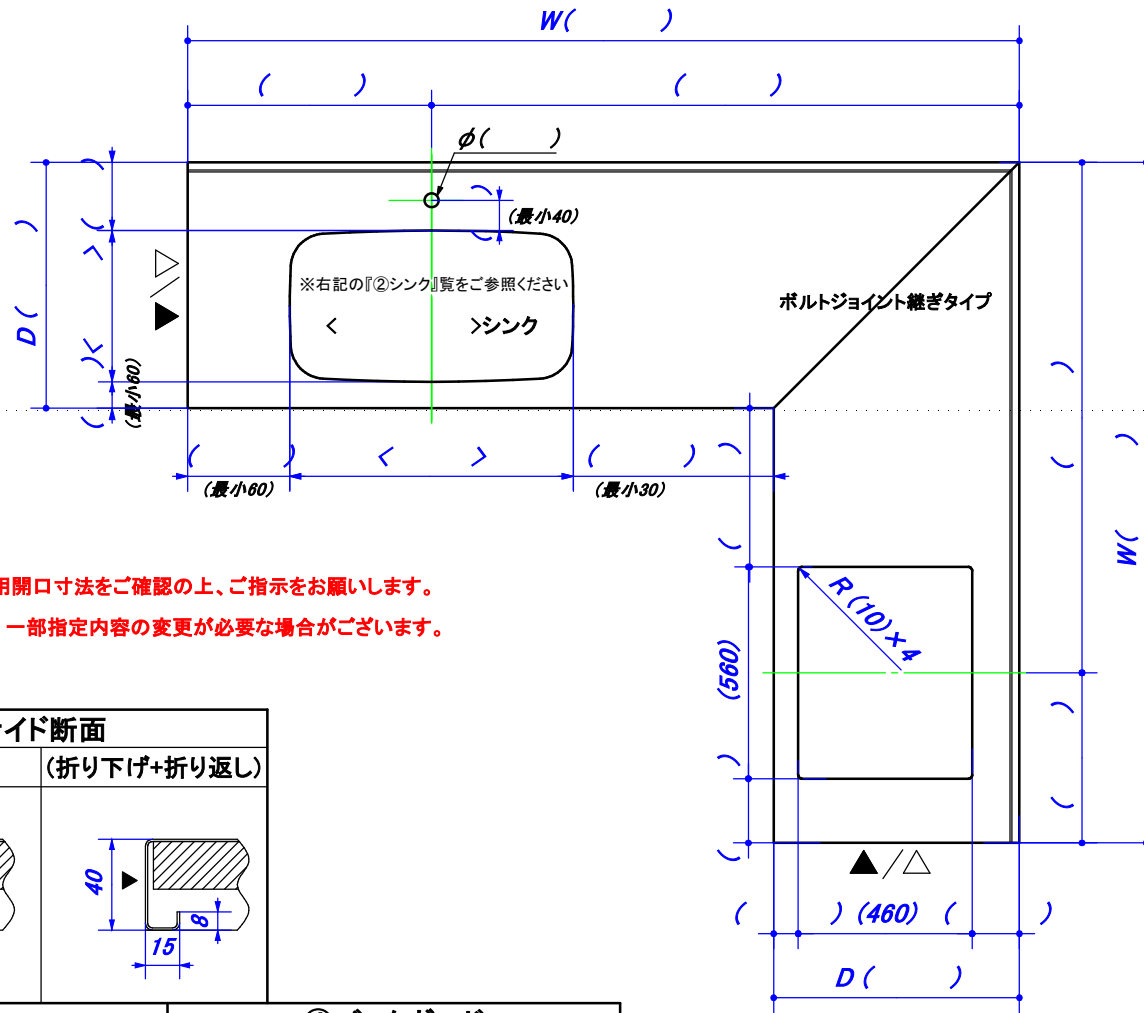 W(　　　)
(　　　)
(　　　)
φ(　　　)
(最小40)
※右記の『②シンク』覧をご参照ください
<　　　>シンク
ボルトジョイント継ぎタイプ
▽/▼
D(　　　)
(　　　)
<　　　>
(　　　)
(最小60)
(　　　)
<　　　>
(　　　)
(最小60)
(最小30)
(　　　)
W(　　　)
用開口寸法をご確認の上、ご指示をお願いします。
一部指定内容の変更が必要な場合がございます。
R(10)×4
(560)
(　　　)
▲/△
(　　　)
(460)
(　　　)
D(　　　)
イド断面
(折り下げ+折り返し)
40
8
15